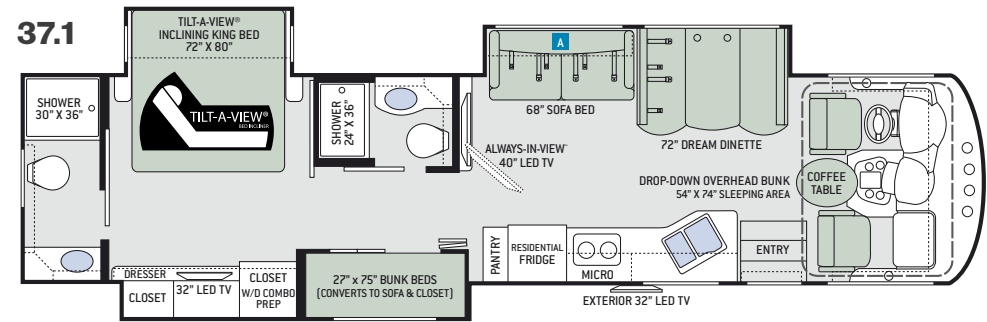 37.1
TILT-A-VIEW®
INCLINING KING BED
72" X 80"
SHOWER
30" X 36"
TILT-A-VIEW®
BED INCLINER
SHOWER
24" X 36"
A
68" SOFA BED
72" DREAM DINETTE
ALWAYS-IN-VIEW™
40" LED TV
DROP-DOWN OVERHEAD BUNK
54" X 74" SLEEPING AREA
COFFEE
TABLE
PANTRY
RESIDENTIAL
FRIDGE
MICRO
ENTRY
DRESSER
CLOSET
32" LED TV
CLOSET
W/D COMBO
PREP
27" x 75" BUNK BEDS
(CONVERTS TO SOFA & CLOSET)
EXTERIOR 32" LED TV